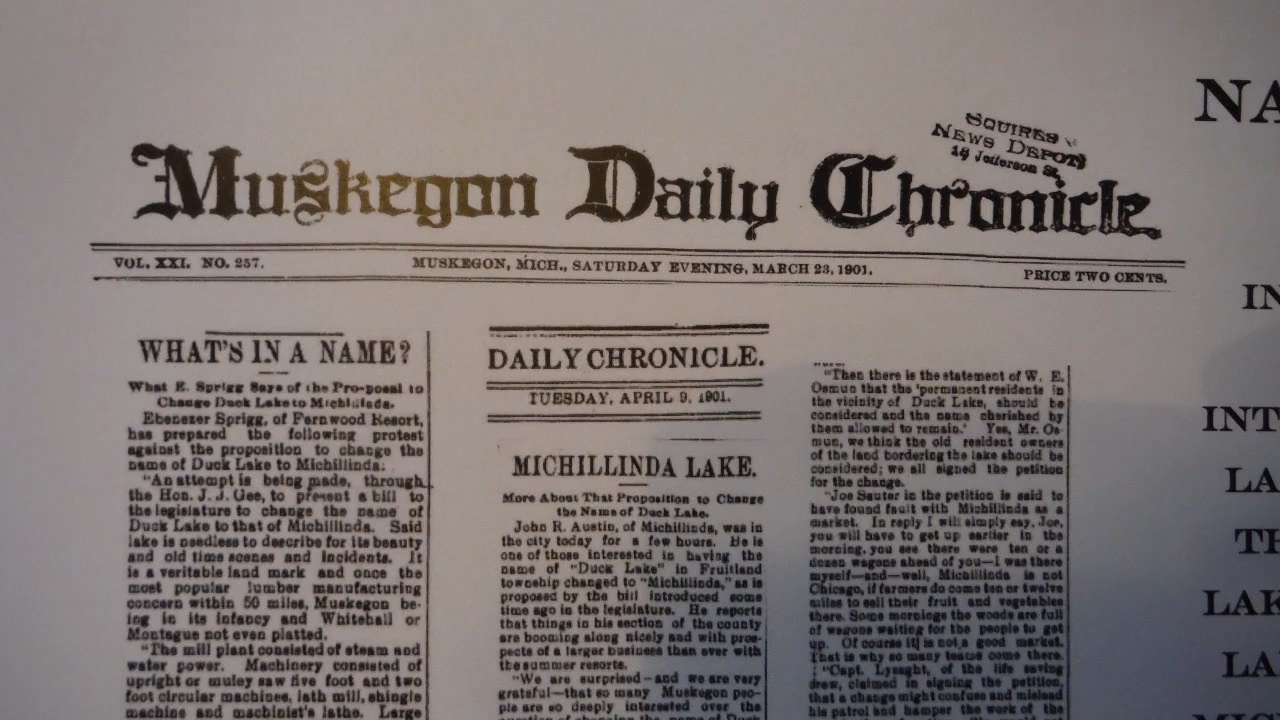 SQUIRES
NEWS DEPOT,
18 Jefferson St,
Muskegon Daily Chronicle.
VOL. XXI. NO. 257.
MUSKEGON, MICH., SATURDAY EVENING, MARCH 23, 1901.
PRICE TWO CENTS.
WHAT'S IN A NAME?
What E. Sprigg Says of the Pro-posal to
Change Duck Lake to Michillinda.
Ebenezer Sprigg, of Fernwood Resort,
has prepared the following protest
against the proposition to change the
name of Duck Lake to Michillinda.
"An attempt is being made, through
the Hon. J. J. Gee, to present a bill to
the legislature to change the name of
Duck Lake to that of Michillinda. Said
lake is needless to describe for its beauty
and old time scenes and incidents. It
is a veritable land mark and once the
most popular lumber manufacturing
concern within 50 miles, Muskegon be-
ing in its infancy and Whitehall or
Montague not even platted.
"The mill plant consisted of steam and
water power. Machinery consisted of
upright or muley saw five foot and two
foot circular machines, lath mill, shingle
machine and machinist's lathe. Large
DAILY CHRONICLE.
TUESDAY, APRIL 9, 1901.
MICHILLINDA LAKE.
More About That Proposition to Change
the Name of Duck Lake.
John R. Austin, of Michillinda, was in
the city today for a few hours. He is
one of those interested in having the
name of "Duck Lake" in Fruitland
township changed to "Michillinda," as is
proposed by the bill introduced some
time ago in the legislature. He reports
that things in his section of the county
are booming along nicely and with pros-
pects of a larger business than ever with
the summer resorts.
"We are surprised—and we are very
grateful—that so many Muskegon peo-
ple are so deeply interested over the
question of changing the name of Duck
"Then there is the statement of W. E.
Osmun that the 'permanent residents in
the vicinity of Duck Lake, should be
considered and the name cherished by
them allowed to remain.' Yes, Mr. Os-
mun, we think the old resident owners
of the land bordering the lake should be
considered; we all signed the petition
for the change.
"Joe Sauter in the petition is said to
have found fault with Michillinda as a
market. In reply I will simply say, Joe,
you will have to get up earlier in the
morning, you see there were ten or a
dozen wagons ahead of you—I was there
myself—and—well, Michillinda is not
Chicago, if farmers do come ten or twelve
miles to sell their fruit and vegetables
there. Some mornings the woods are full
of wagons waiting for the people to get
up. Of course it is not a good market.
That is why so many teams come there.
"Capt. Lysaght, of the life saving
crew, claimed in signing the petition,
that a change might confuse and mislead
his patrol and hamper the work of the
NA
IN
INT
LA
TH
LAK
LA